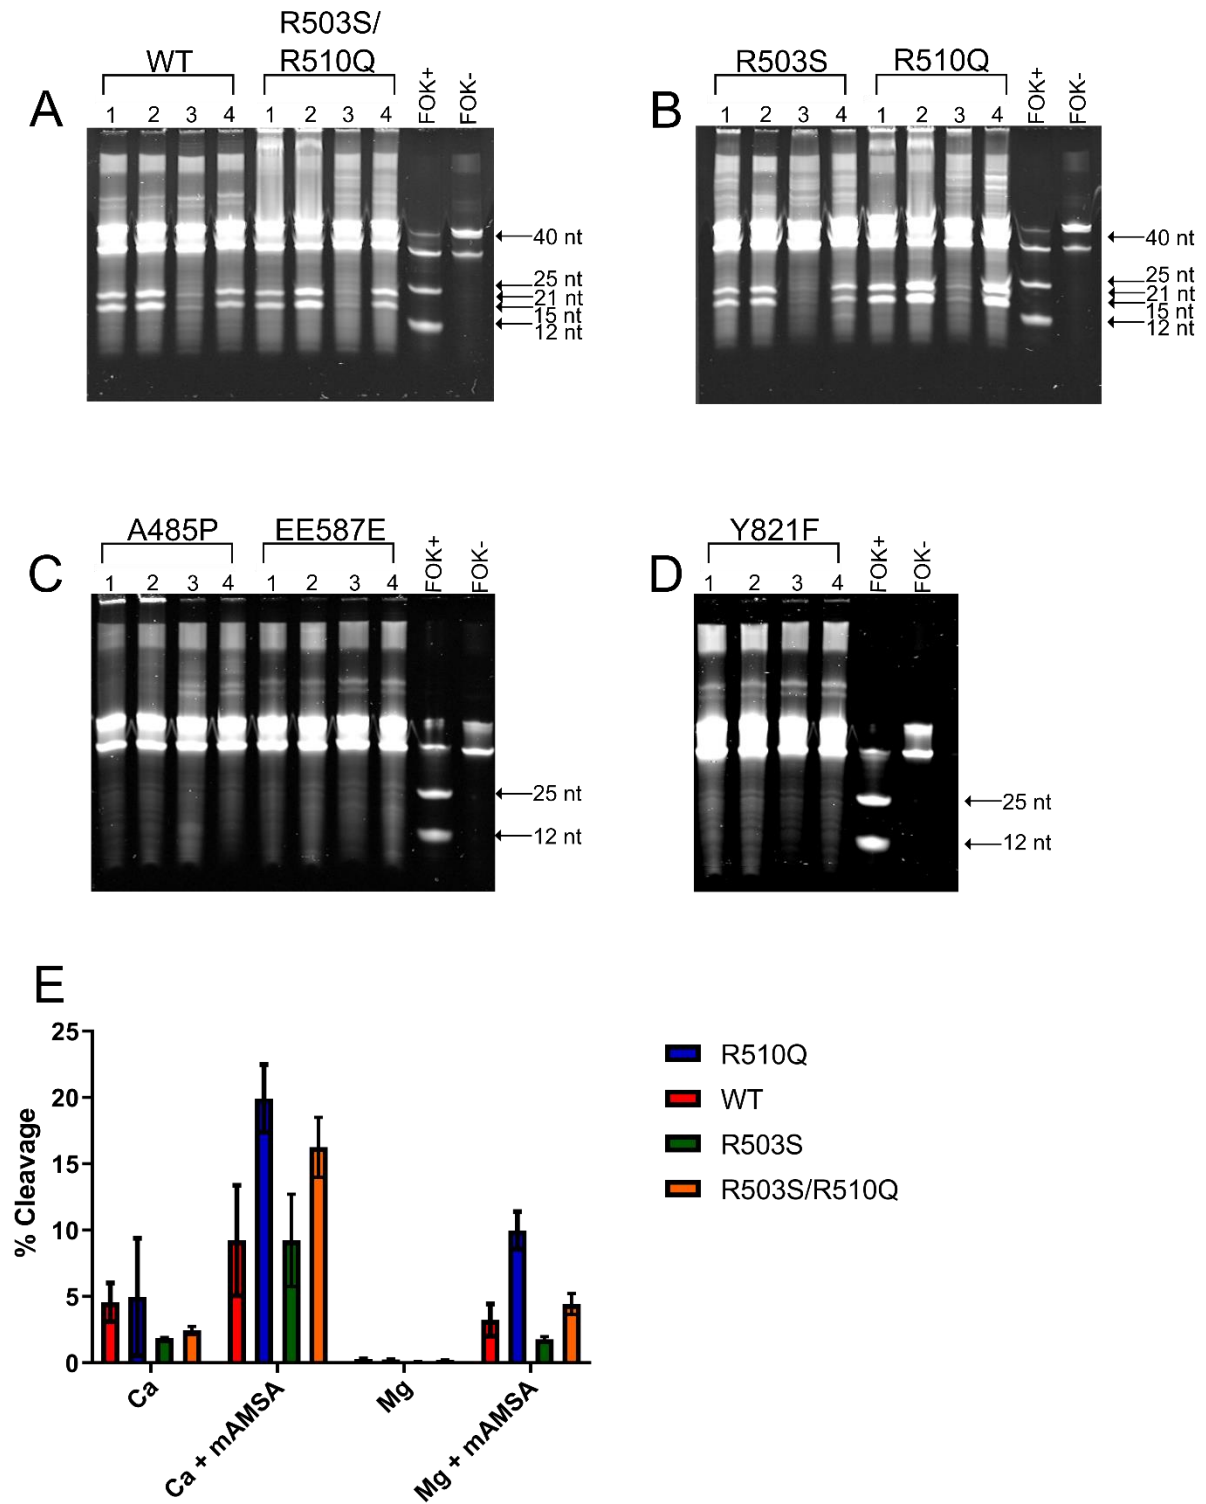 R503S/
WT R510Q FOK+ FOK-
A 1 2 3 4 1 2 3 4
40 nt
25 nt
21 nt
15 nt
12 nt
R503S R510Q FOK+ FOK-
B 1 2 3 4 1 2 3 4
40 nt
25 nt
21 nt
15 nt
12 nt
A485P EE587E FOK+ FOK-
C 1 2 3 4 1 2 3 4
25 nt
12 nt
Y821F FOK+ FOK-
D 1 2 3 4
25 nt
12 nt
E
% Cleavage
25
20
15
10
5
0
Ca
Ca + mAMSA
Mg
Mg + mAMSA
R510Q
WT
R503S
R503S/R510Q